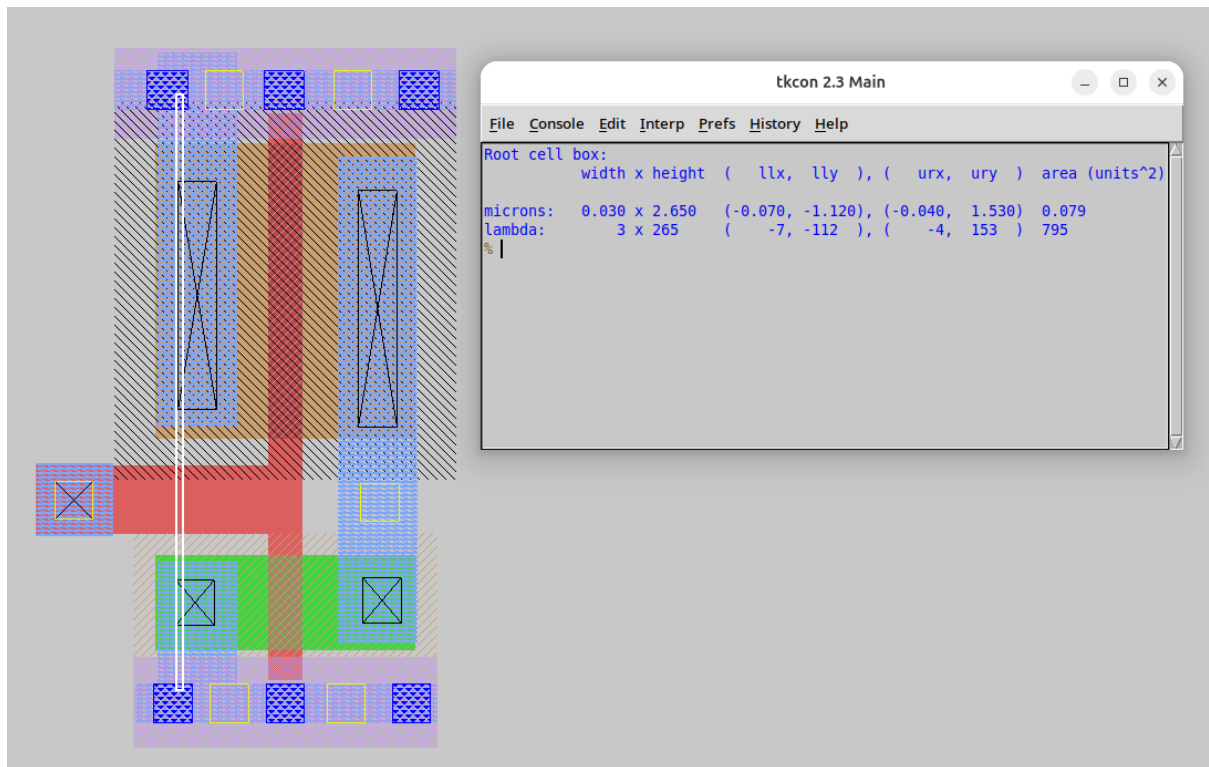 tkcon 2.3 Main
File Console Edit Interp Prefs History Help
Root cell box:
width x height ( llx, lly ), ( urx, ury ) area (units^2)
microns: 0.030 x 2.650 (-0.070, -1.120), (-0.040, 1.530) 0.079
lambda: 3 x 265 ( -7, -112 ), ( -4, 153 ) 795
%